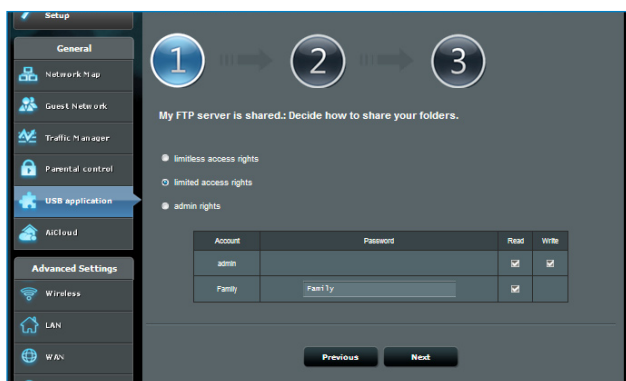 Setup
General
Network Map
Guest Network
Traffic Manager
Parental control
USB application
AiCloud
Advanced Settings
Wireless
LAN
WAN
1 2 3
My FTP server is shared.: Decide how to share your folders.
limitless access rights
limited access rights
admin rights
Account Password Read Write
admin
Family Family
Previous Next